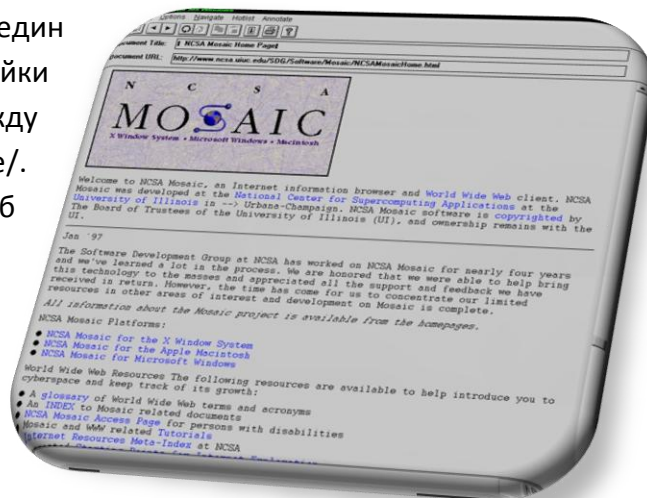 един
йки
жду
e/.
б
Options Navigate Hotlist Annotate
Document Title: NCSA Mosaic Home Page
Document URL: http://www.ncsa.uiuc.edu/SDG/Software/Mosaic/NCSAMosaicHome.html
N C S A
MOSAIC
X Window System • Microsoft Windows • Macintosh
Welcome to NCSA Mosaic, an Internet information browser and World Wide Web client. NCSA
Mosaic was developed at the National Center for Supercomputing Applications at the
University of Illinois in --> Urbana-Champaign. NCSA Mosaic software is copyrighted by
The Board of Trustees of the University of Illinois (UI), and ownership remains with the
UI.
Jan '97
The Software Development Group at NCSA has worked on NCSA Mosaic for nearly four years
and we've learned a lot in the process. We are honored that we were able to help bring
this technology to the masses and appreciated all the support and feedback we have
received in return. However, the time has come for us to concentrate our limited
resources in other areas of interest and development on Mosaic is complete.
All information about the Mosaic project is available from the homepages.
NCSA Mosaic Platforms:
NCSA Mosaic for the X Window System
NCSA Mosaic for the Apple Macintosh
NCSA Mosaic for Microsoft Windows
World Wide Web Resources The following resources are available to help introduce you to
cyberspace and keep track of its growth:
A glossary of World Wide Web terms and acronyms
An INDEX to Mosaic related documents
NCSA Mosaic Access Page for persons with disabilities
Mosaic and WWW related Tutorials
Internet Resources Meta-Index at NCSA